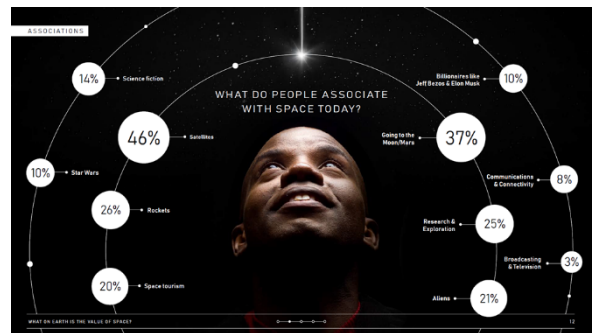 ASSOCIATIONS
WHAT DO PEOPLE ASSOCIATE
WITH SPACE TODAY?
14%
Science fiction
46%
Satellites
10%
Star Wars
26%
Rockets
20%
Space tourism
Billionaires like
Jeff Bezos & Elon Musk
10%
Going to the
Moon/Mars
37%
Communications
& Connectivity
8%
Research &
Exploration
25%
Broadcasting
& Television
3%
Aliens
21%
WHAT ON EARTH IS THE VALUE OF SPACE?
12